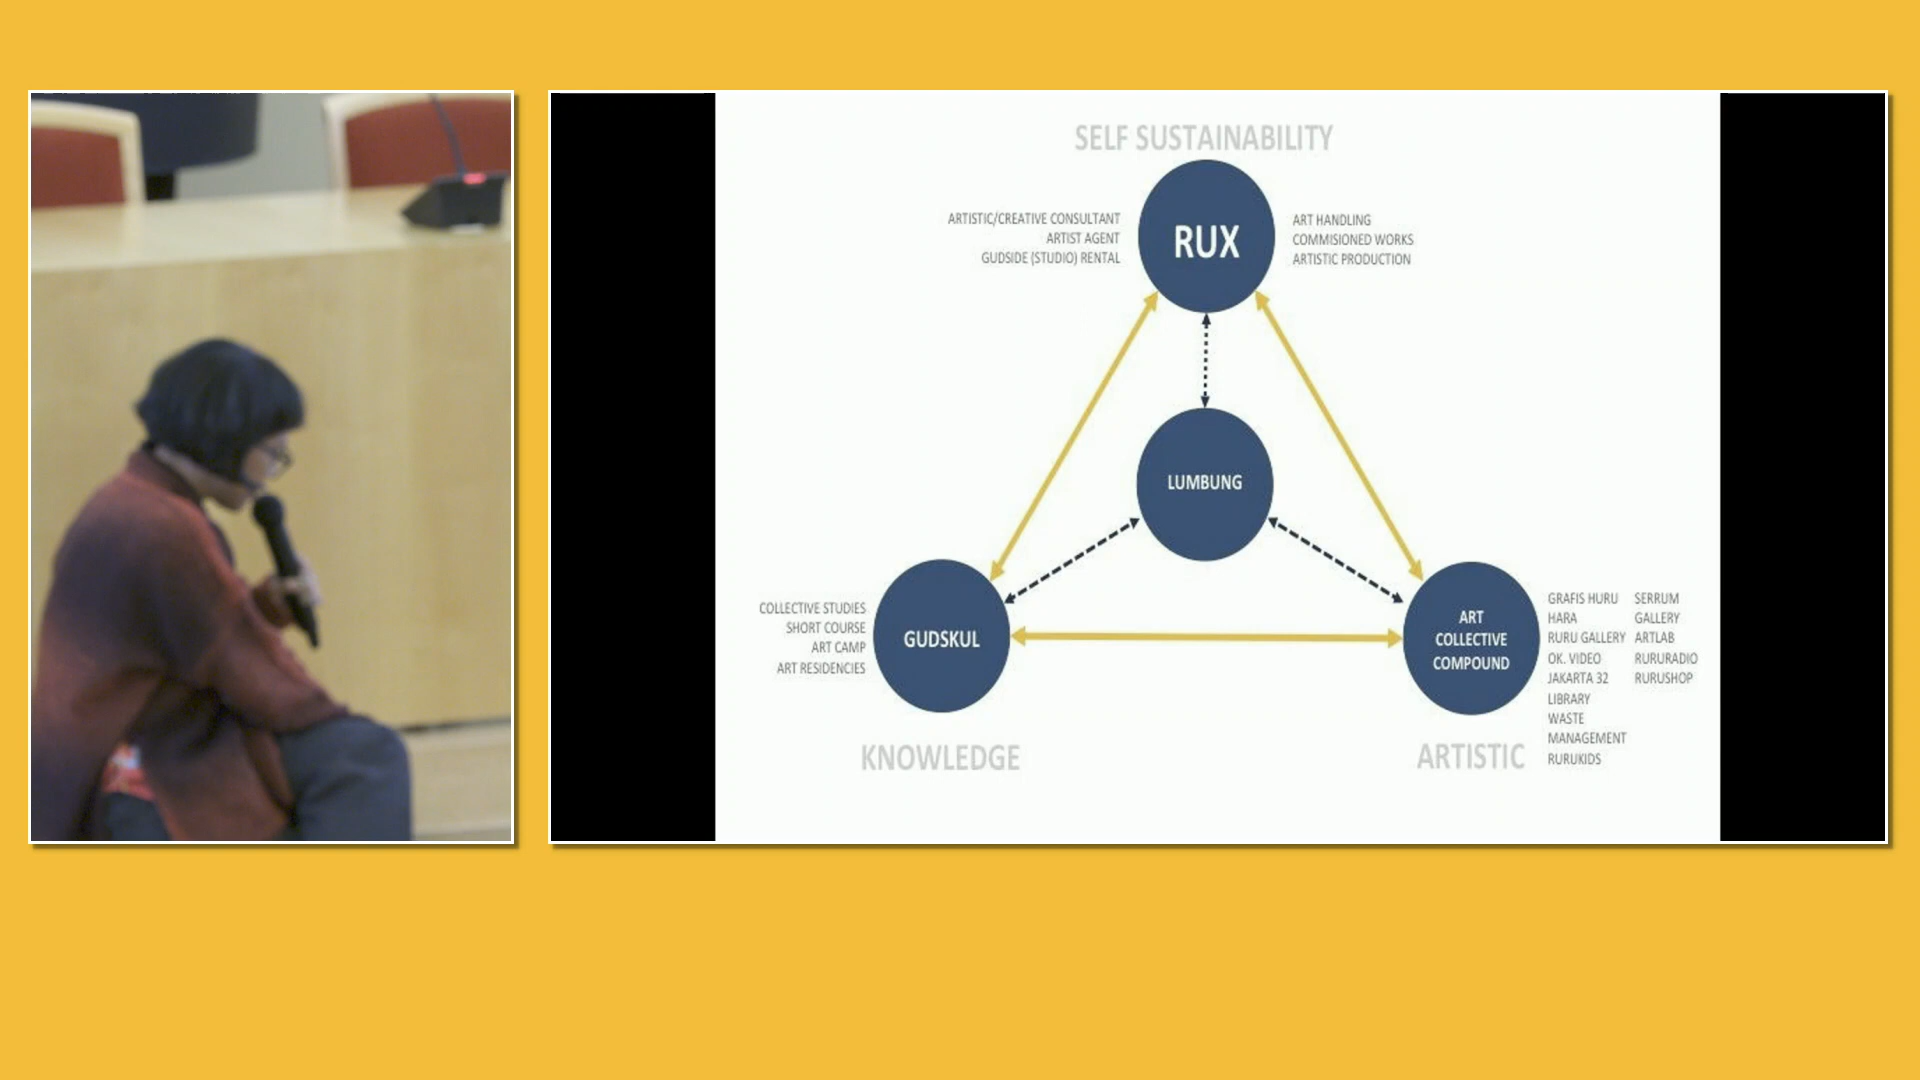 SELF SUSTAINABILITY
ARTISTIC/CREATIVE CONSULTANT
ARTIST AGENT
GUDSIDE (STUDIO) RENTAL
RUX
ART HANDLING
COMMISIONED WORKS
ARTISTIC PRODUCTION
LUMBUNG
COLLECTIVE STUDIES
SHORT COURSE
ART CAMP
ART RESIDENCIES
GUDSKUL
KNOWLEDGE
ART
COLLECTIVE
COMPOUND
ARTISTIC
GRAFIS HURU
HARA
RURU GALLERY
OK. VIDEO
JAKARTA 32
LIBRARY
WASTE
MANAGEMENT
RURUKIDS
SERRUM
GALLERY
ARTLAB
RURURADIO
RURUSHOP